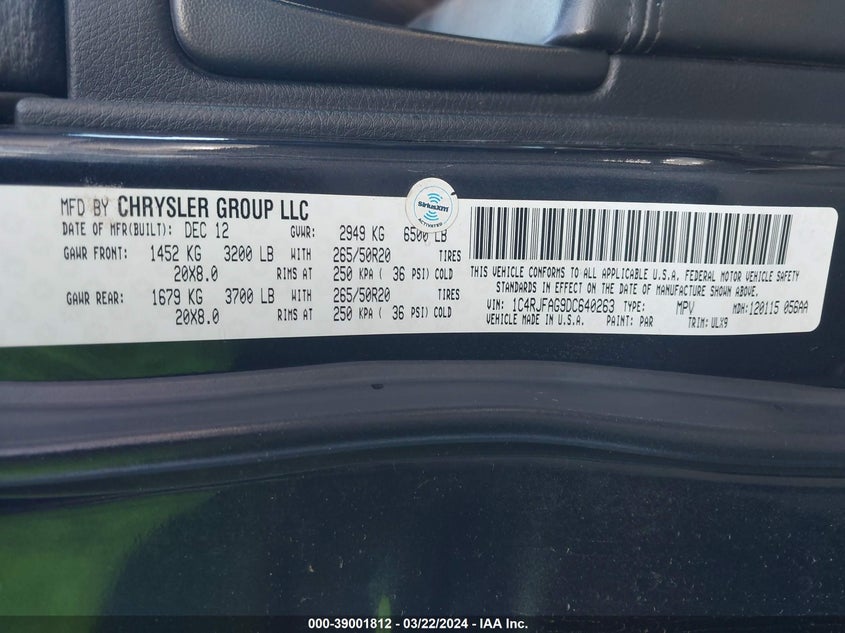 MFD BY CHRYSLER GROUP LLC
DATE OF MFR(BUILT): DEC 12 GVWR: 2949 KG 6500 LB
GAWR FRONT: 1452 KG 3200 LB WITH 265/50R20 TIRES
20X8.0 RIMS AT 250 KPA ( 36 PSI) COLD
GAWR REAR: 1679 KG 3700 LB WITH 265/50R20 TIRES
20X8.0 RIMS AT 250 KPA ( 36 PSI) COLD
SiriusXM
ACTIVATED
THIS VEHICLE CONFORMS TO ALL APPLICABLE U.S.A. FEDERAL MOTOR VEHICLE SAFETY
STANDARDS IN EFFECT ON THE DATE OF MANUFACTURE SHOWN ABOVE.
VIN: 1C4RJFAG9DC640263 TYPE: MPV MDH: 120115 056AA
VEHICLE MADE IN U.S.A. PAINT: PAR TRIM: ULX9
000-39001812 - 03/22/2024 - IAA Inc.